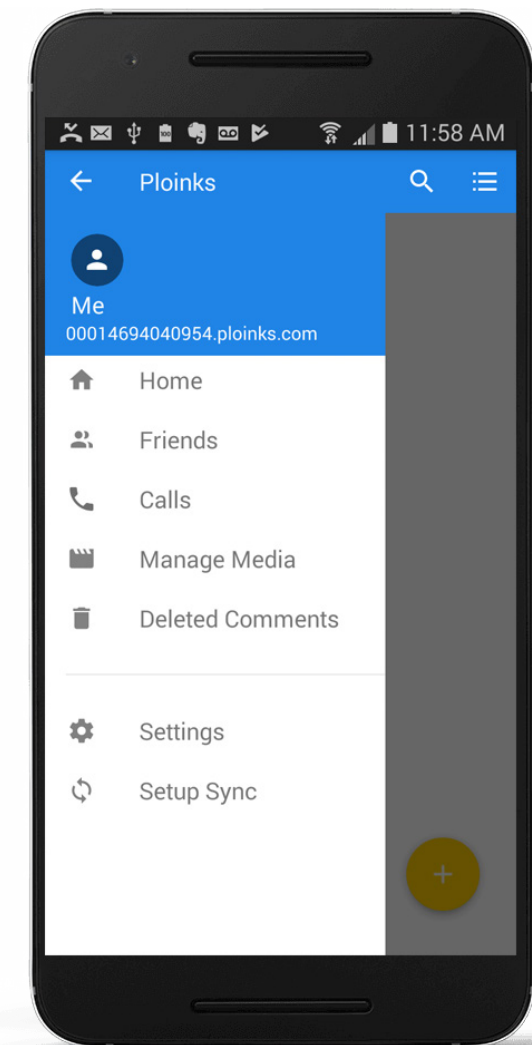 11:58 AM
Ploinks
Me
00014694040954.ploinks.com
Home
Friends
Calls
Manage Media
Deleted Comments
Settings
Setup Sync